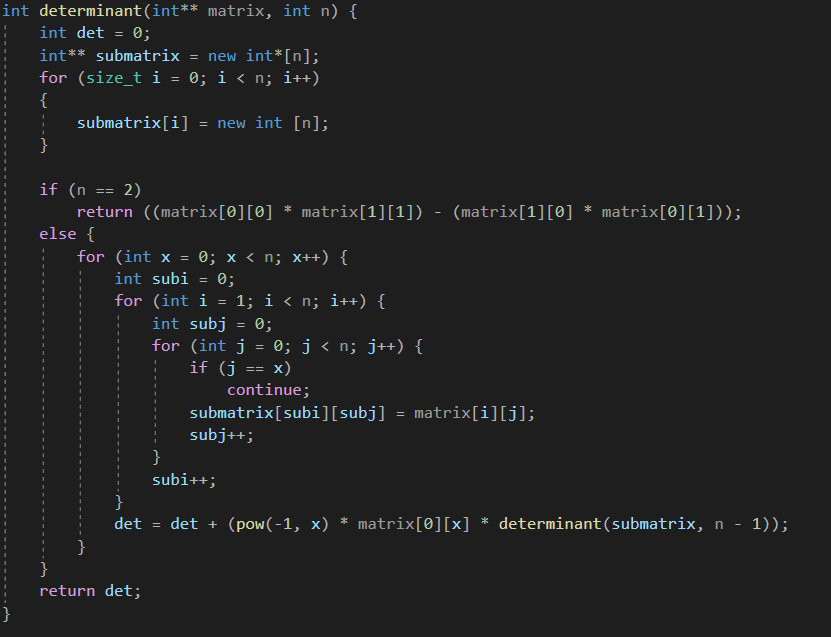 int determinant(int** matrix, int n) {
    int det = 0;
    int** submatrix = new int*[n];
    for (size_t i = 0; i < n; i++)
    {
        submatrix[i] = new int [n];
    }

    if (n == 2)
        return ((matrix[0][0] * matrix[1][1]) - (matrix[1][0] * matrix[0][1]));
    else {
        for (int x = 0; x < n; x++) {
            int subi = 0;
            for (int i = 1; i < n; i++) {
                int subj = 0;
                for (int j = 0; j < n; j++) {
                    if (j == x)
                        continue;
                    submatrix[subi][subj] = matrix[i][j];
                    subj++;
                }
                subi++;
            }
            det = det + (pow(-1, x) * matrix[0][x] * determinant(submatrix, n - 1));
        }
    }
    return det;
}